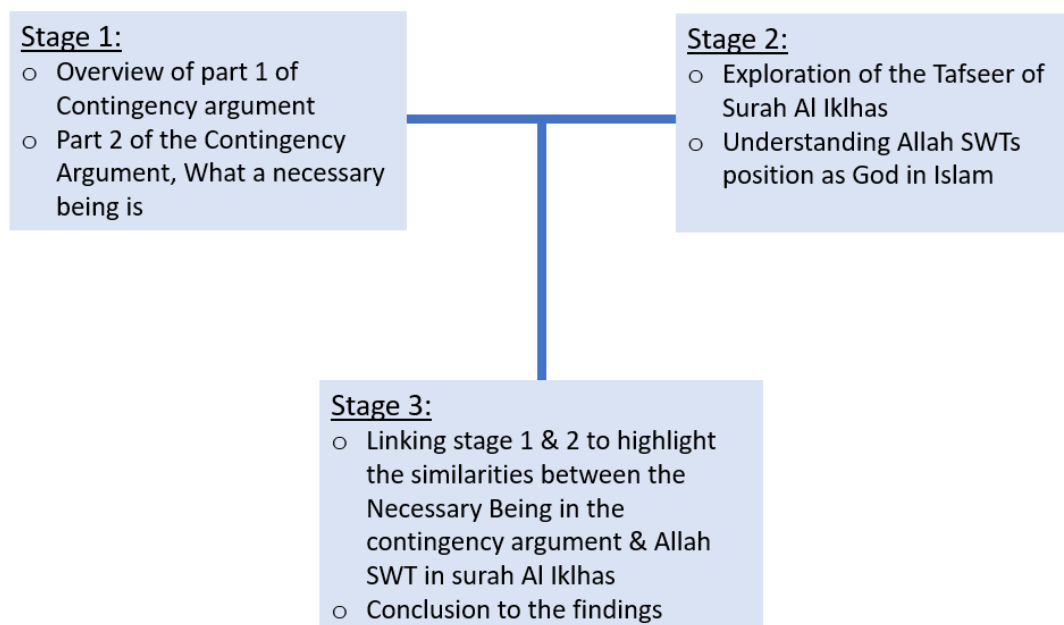 Stage 1:
o Overview of part 1 of
Contingency argument
o Part 2 of the Contingency
Argument, What a necessary
being is
Stage 2:
o Exploration of the Tafseer of
Surah Al Iklhas
o Understanding Allah SWTs
position as God in Islam
Stage 3:
o Linking stage 1 & 2 to highlight
the similarities between the
Necessary Being in the
contingency argument & Allah
SWT in surah Al Iklhas
o Conclusion to the findings